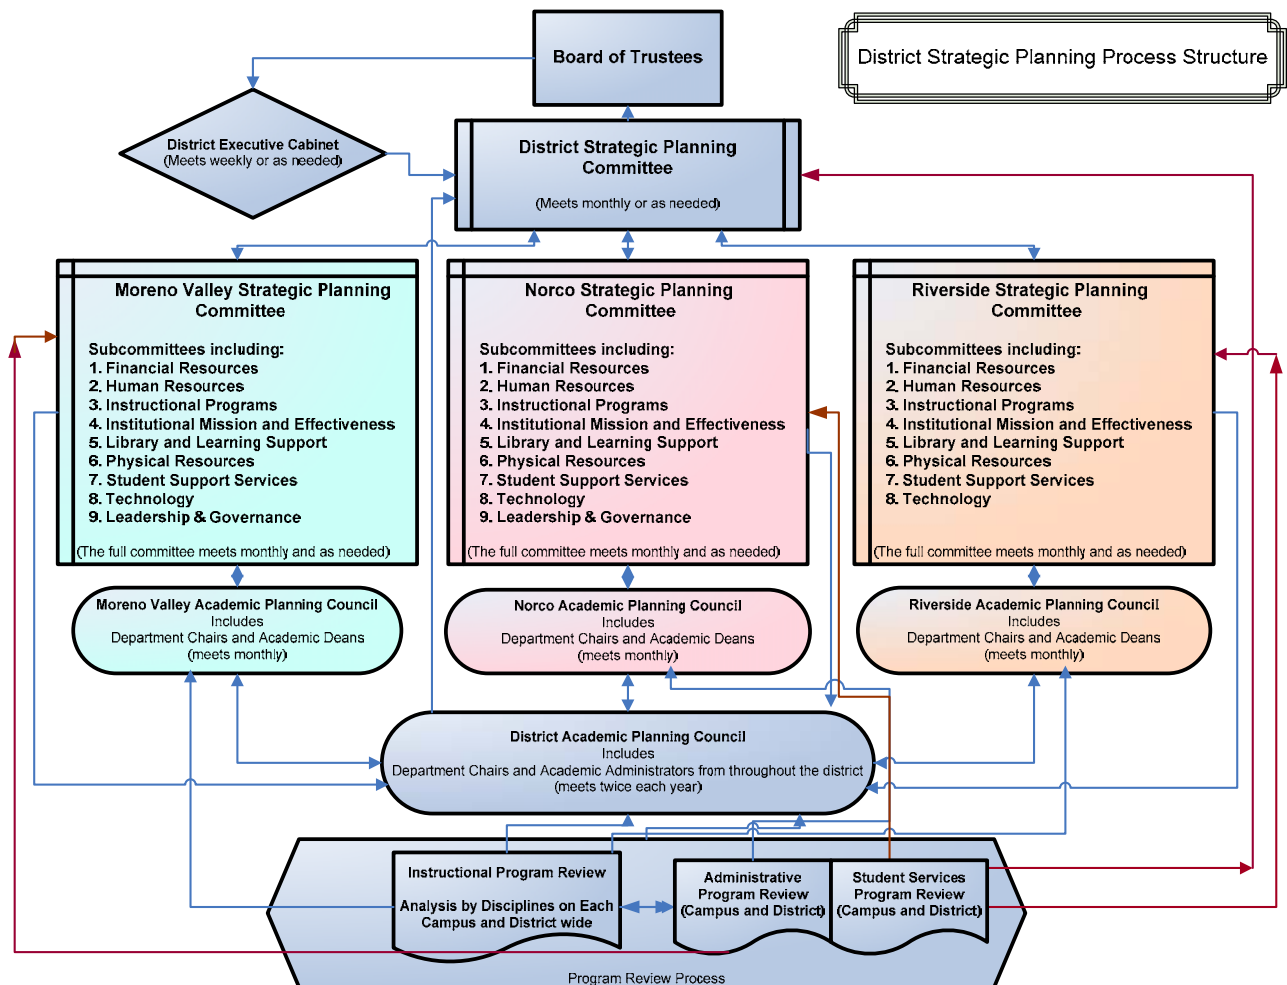 Board of Trustees
District Strategic Planning Process Structure
District Executive Cabinet
(Meets weekly or as needed)
District Strategic Planning
Committee
(Meets monthly or as needed)
Moreno Valley Strategic Planning
Committee
Subcommittees including:
1. Financial Resources
2. Human Resources
3. Instructional Programs
4. Institutional Mission and Effectiveness
5. Library and Learning Support
6. Physical Resources
7. Student Support Services
8. Technology
9. Leadership & Governance
(The full committee meets monthly and as needed)
Norco Strategic Planning
Committee
Subcommittees including:
1. Financial Resources
2. Human Resources
3. Instructional Programs
4. Institutional Mission and Effectiveness
5. Library and Learning Support
6. Physical Resources
7. Student Support Services
8. Technology
9. Leadership & Governance
(The full committee meets monthly and as needed)
Riverside Strategic Planning
Committee
Subcommittees including:
1. Financial Resources
2. Human Resources
3. Instructional Programs
4. Institutional Mission and Effectiveness
5. Library and Learning Support
6. Physical Resources
7. Student Support Services
8. Technology
(The full committee meets monthly and as needed)
Moreno Valley Academic Planning Council
Includes
Department Chairs and Academic Deans
(meets monthly)
Norco Academic Planning Council
Includes
Department Chairs and Academic Deans
(meets monthly)
Riverside Academic Planning Council
Includes
Department Chairs and Academic Deans
(meets monthly)
District Academic Planning Council
Includes
Department Chairs and Academic Administrators from throughout the district
(meets twice each year)
Instructional Program Review
Analysis by Disciplines on Each
Campus and District wide
Administrative
Program Review
(Campus and District)
Student Services
Program Review
(Campus and District)
Program Review Process